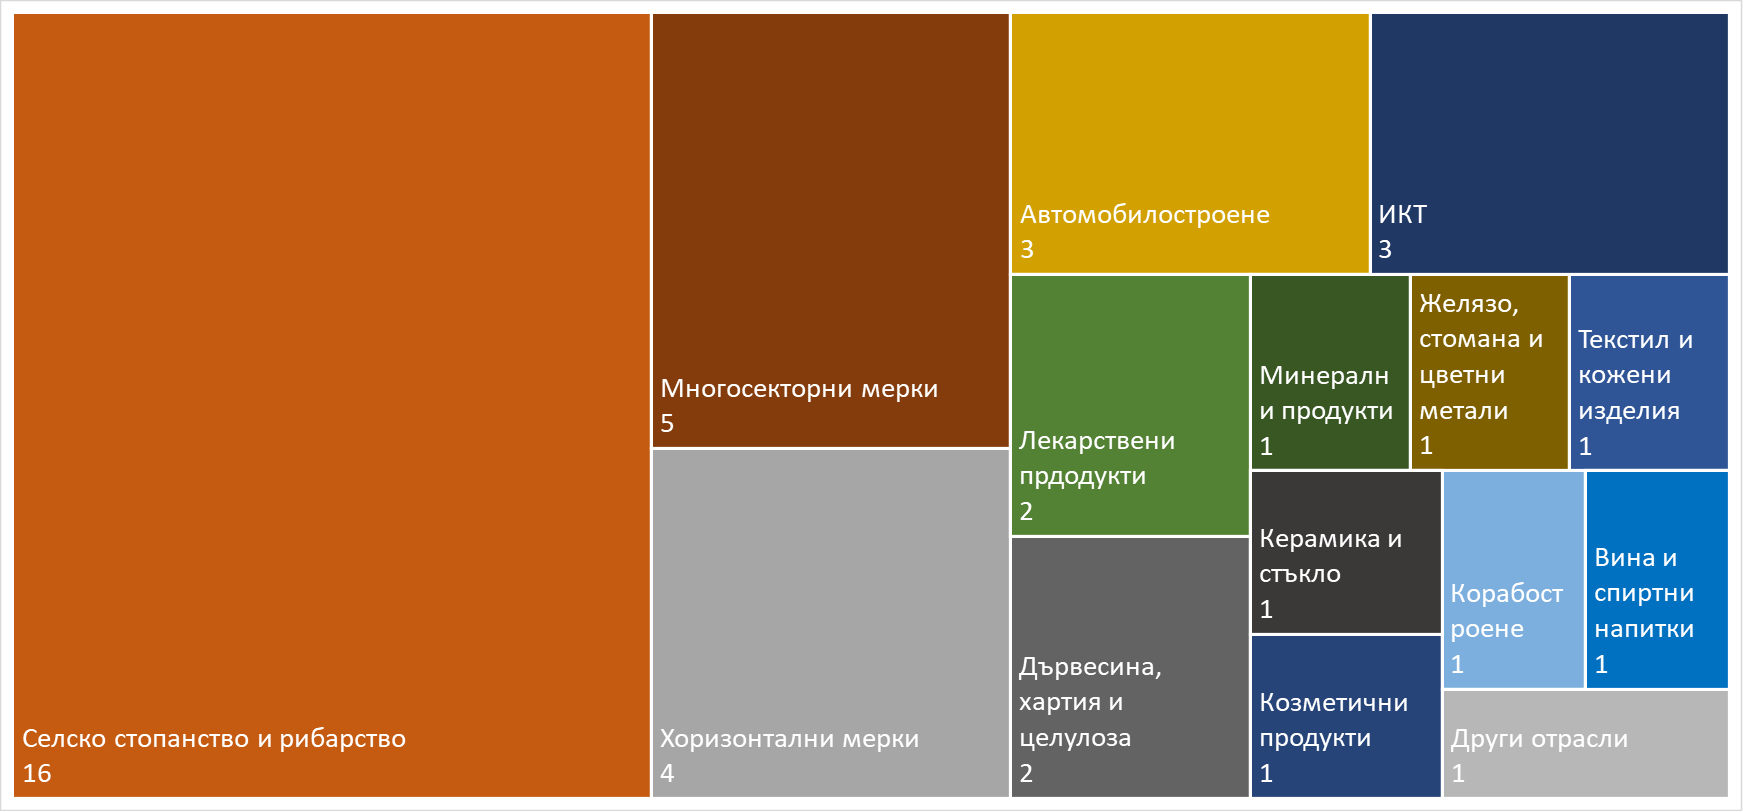 Селско стопанство и рибарство
16
Многосекторни мерки
5
Хоризонтални мерки
4
Автомобилостроене
3
ИКТ
3
Лекарствени
прдодукти
2
Дървесина,
хартия и
целулоза
2
Минералн
и продукти
1
Желязо,
стомана и
цветни
метали
1
Текстил и
кожени
изделия
1
Керамика и
стъкло
1
Козметични
продукти
1
Корабост
роене
1
Вина и
спиртни
напитки
1
Други отрасли
1